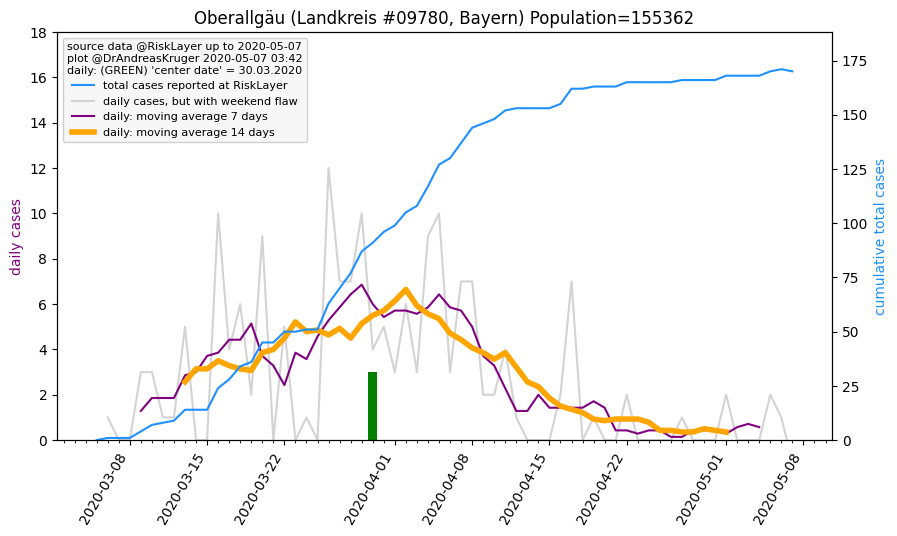 Oberallgäu (Landkreis #09780, Bayern) Population=155362
source data @RiskLayer up to 2020-05-07
plot @DrAndreasKruger 2020-05-07 03:42
daily: (GREEN) 'center date' = 30.03.2020
total cases reported at RiskLayer
daily cases, but with weekend flaw
daily: moving average 7 days
daily: moving average 14 days
daily cases
18
16
14
12
10
8
6
4
2
0
175
150
125
100
75
50
25
0
cumulative total cases
2020-03-08
2020-03-15
2020-03-22
2020-04-01
2020-04-08
2020-04-15
2020-04-22
2020-05-01
2020-05-08